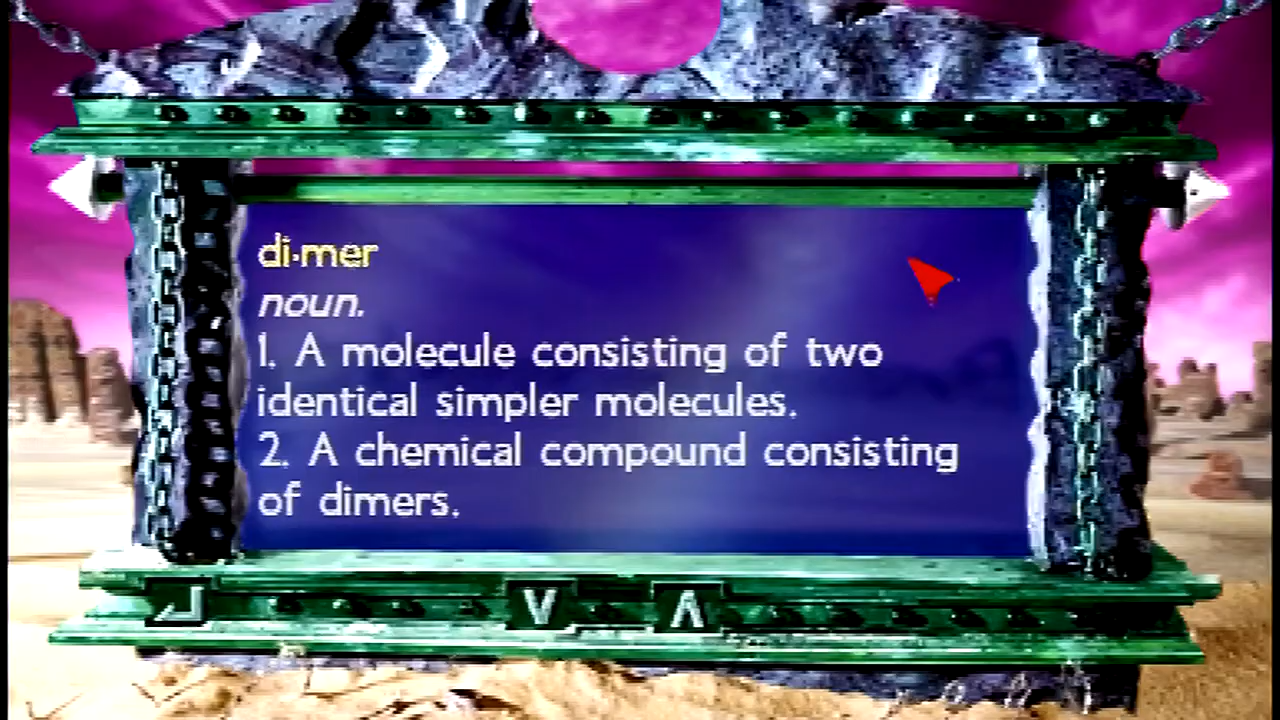 di·mer
noun.
1. A molecule consisting of two
identical simpler molecules.
2. A chemical compound consisting
of dimers.